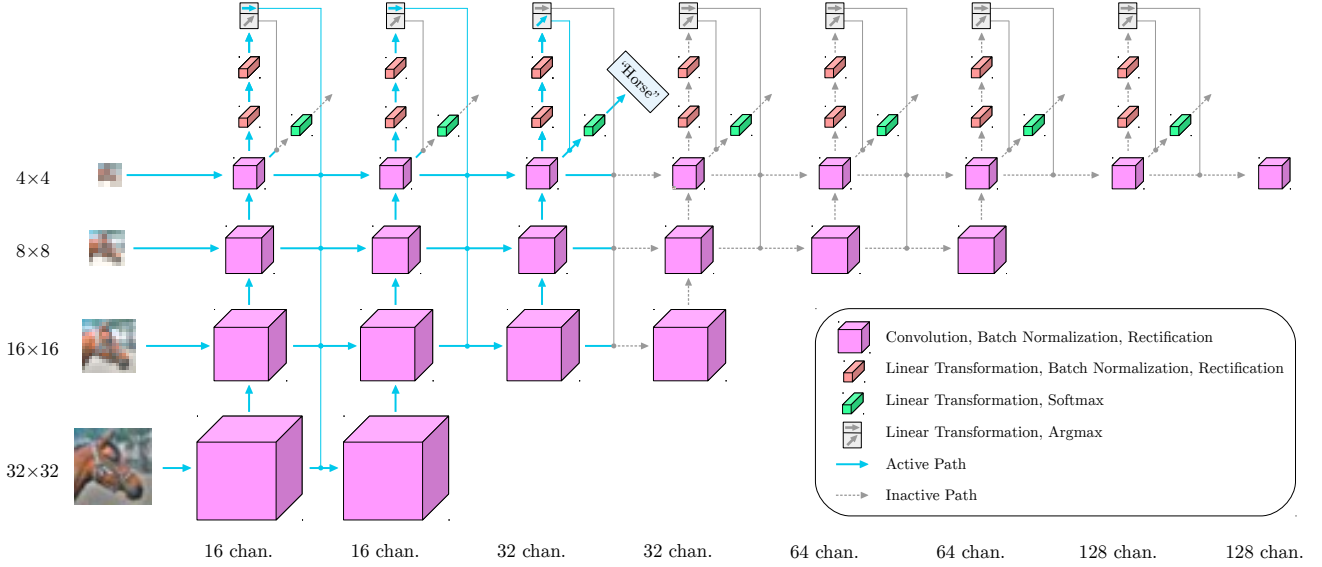 “Horse”
4×4
8×8
16×16
32×32
Convolution, Batch Normalization, Rectification
Linear Transformation, Batch Normalization, Rectification
Linear Transformation, Softmax
Linear Transformation, Argmax
Active Path
Inactive Path
16 chan. 16 chan. 32 chan. 32 chan. 64 chan. 64 chan. 128 chan. 128 chan.